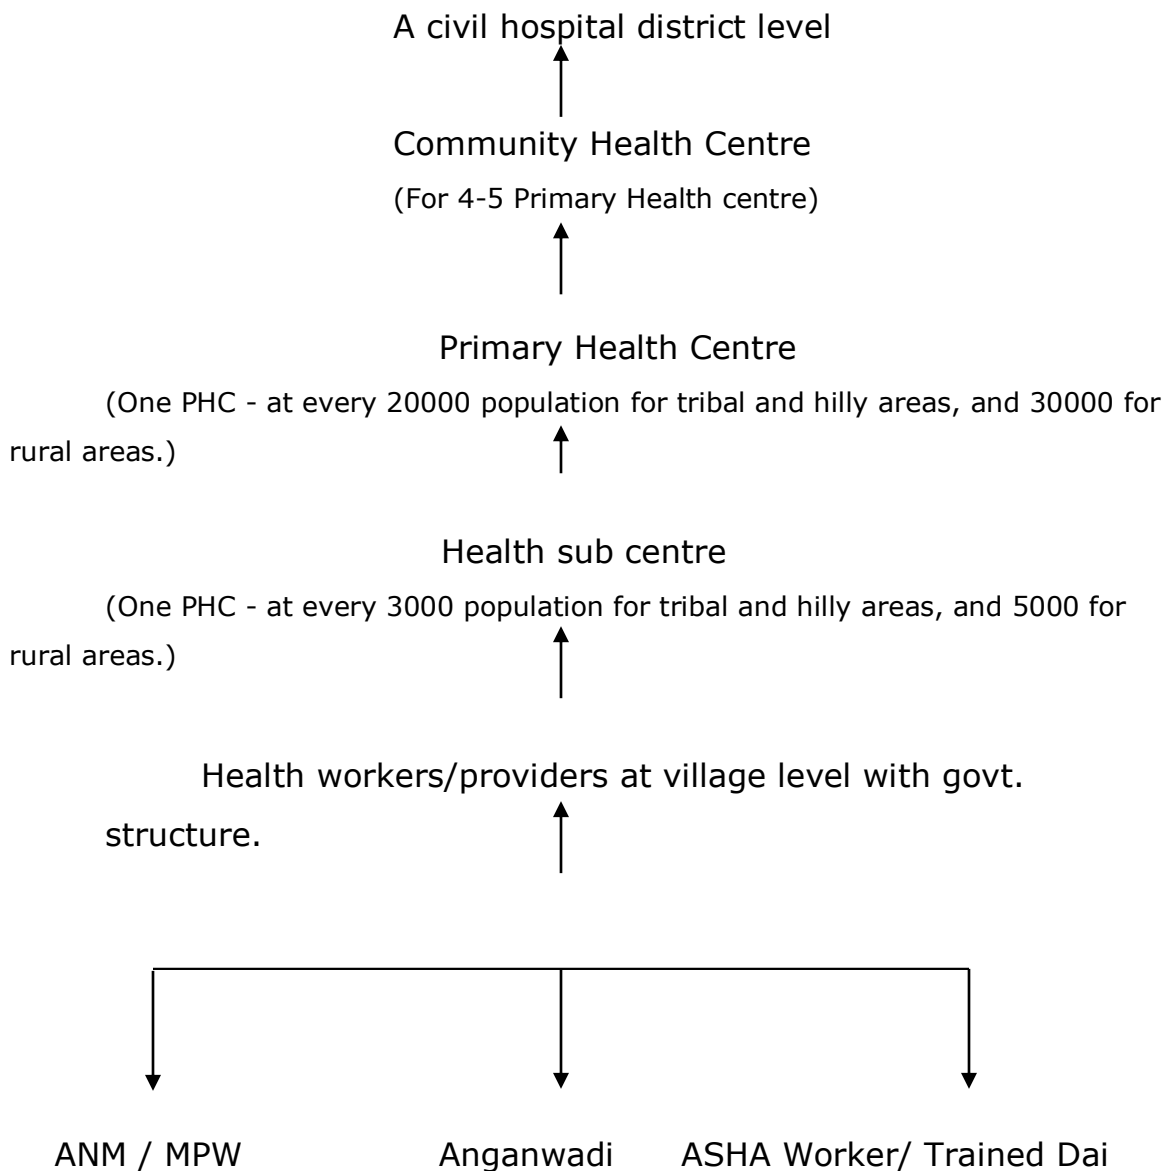 A civil hospital district level
Community Health Centre
(For 4-5 Primary Health centre)
Primary Health Centre
(One PHC - at every 20000 population for tribal and hilly areas, and 30000 for
rural areas.)
Health sub centre
(One PHC - at every 3000 population for tribal and hilly areas, and 5000 for
rural areas.)
Health workers/providers at village level with govt.
structure.
ANM / MPW Anganwadi ASHA Worker/ Trained Dai